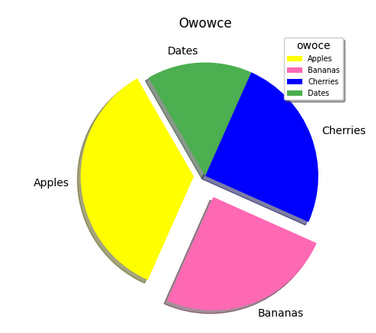 Owowce
Dates
owoce
Apples
Bananas
Cherries
Dates
Cherries
Apples
Bananas